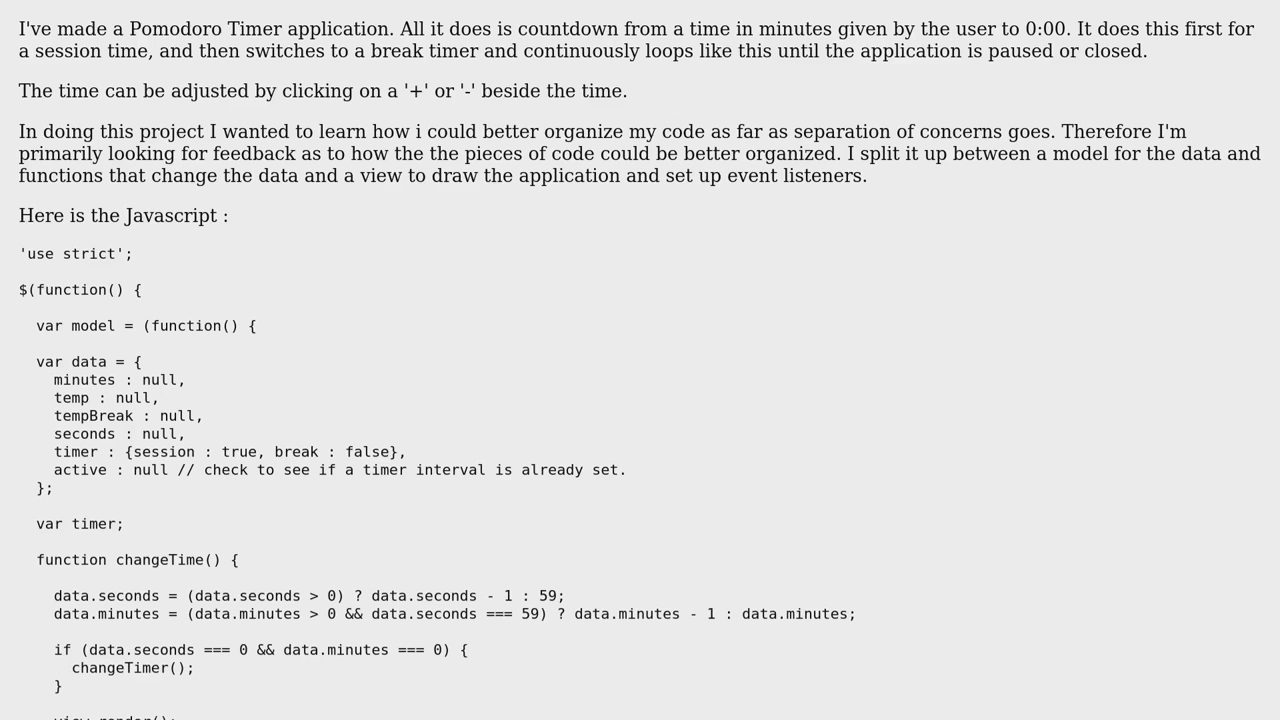 I've made a Pomodoro Timer application. All it does is countdown from a time in minutes given by the user to 0:00. It does this first for
a session time, and then switches to a break timer and continuously loops like this until the application is paused or closed.
The time can be adjusted by clicking on a '+' or '-' beside the time.
In doing this project I wanted to learn how i could better organize my code as far as separation of concerns goes. Therefore I'm
primarily looking for feedback as to how the the pieces of code could be better organized. I split it up between a model for the data and
functions that change the data and a view to draw the application and set up event listeners.
Here is the Javascript :
'use strict';
$(function() {
var model = (function() {
var data = {
minutes : null,
temp : null,
tempBreak : null,
seconds : null,
timer : {session : true, break : false},
active : null // check to see if a timer interval is already set.
};
var timer;
function changeTime() {
data.seconds = (data.seconds > 0) ? data.seconds - 1 : 59;
data.minutes = (data.minutes > 0 && data.seconds === 59) ? data.minutes - 1 : data.minutes;
if (data.seconds === 0 && data.minutes === 0) {
changeTimer();
}